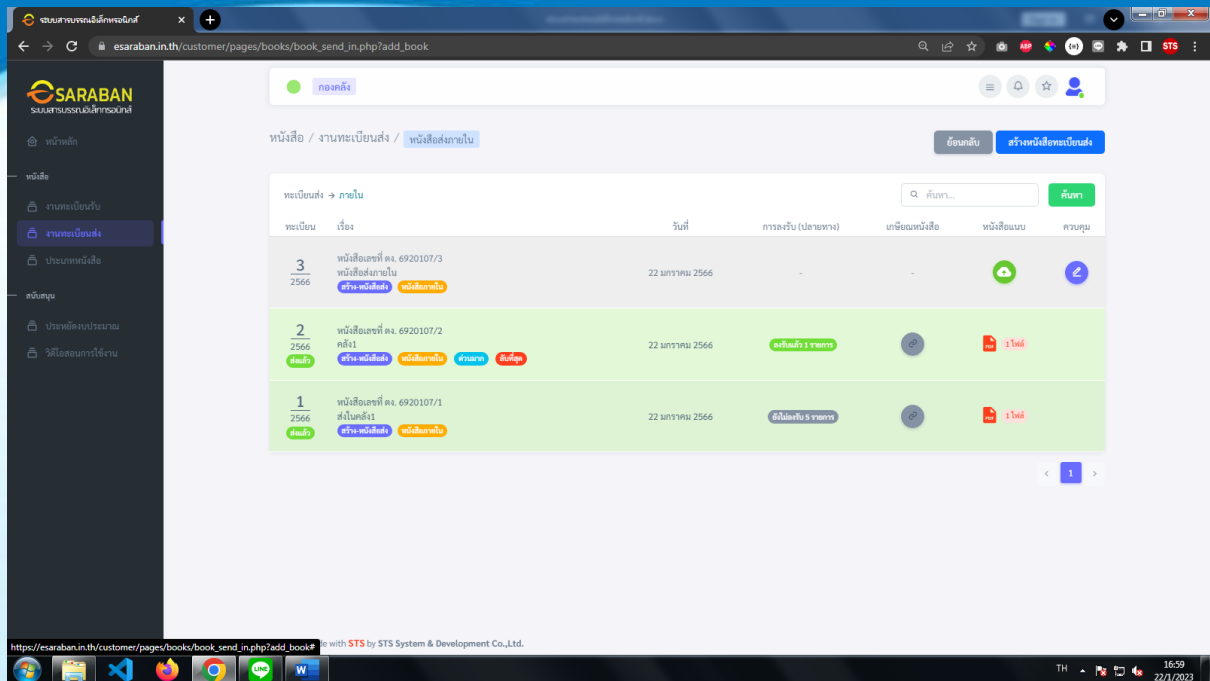 ระบบสารบรรณอิเล็กทรอนิกส์
esaraban.in.th/customer/pages/books/book_send_in.php?add_book
ABP
STS
SARABAN
ระบบสารบรรณอิเล็กทรอนิกส์
กองคลัง
หน้าหลัก
หนังสือ
งานทะเบียนรับ
งานทะเบียนส่ง
ประเภทหนังสือ
สนับสนุน
ประหยัดงบประมาณ
วิดีโอสอนการใช้งาน
หนังสือ / งานทะเบียนส่ง / หนังสือส่งภายใน
ย้อนกลับ
สร้างหนังสือทะเบียนส่ง
ทะเบียนส่ง → ภายใน
ค้นหา...
ค้นหา
ทะเบียน เรื่อง วันที่ การลงรับ (ปลายทาง) เกษียณหนังสือ หนังสือแนบ ควบคุม
3
2566
หนังสือเลขที่ ตง. 6920107/3
หนังสือส่งภายใน
สร้าง-หนังสือส่ง หนังสือภายใน
22 มกราคม 2566 - -
2
2566
ส่งแล้ว
หนังสือเลขที่ ตง. 6920107/2
คลัง1
สร้าง-หนังสือส่ง หนังสือภายใน ด่วนมาก ลับที่สุด
22 มกราคม 2566 ลงรับแล้ว 1 รายการ PDF 1 ไฟล์
1
2566
ส่งแล้ว
หนังสือเลขที่ ตง. 6920107/1
ส่งในคลัง1
สร้าง-หนังสือส่ง หนังสือภายใน
22 มกราคม 2566 ยังไม่ลงรับ 5 รายการ PDF 1 ไฟล์
‹ 1 ›
with STS by STS System & Development Co.,Ltd.
https://esaraban.in.th/customer/pages/books/book_send_in.php?add_book#
LINE
W
TH
16:59
22/1/2023